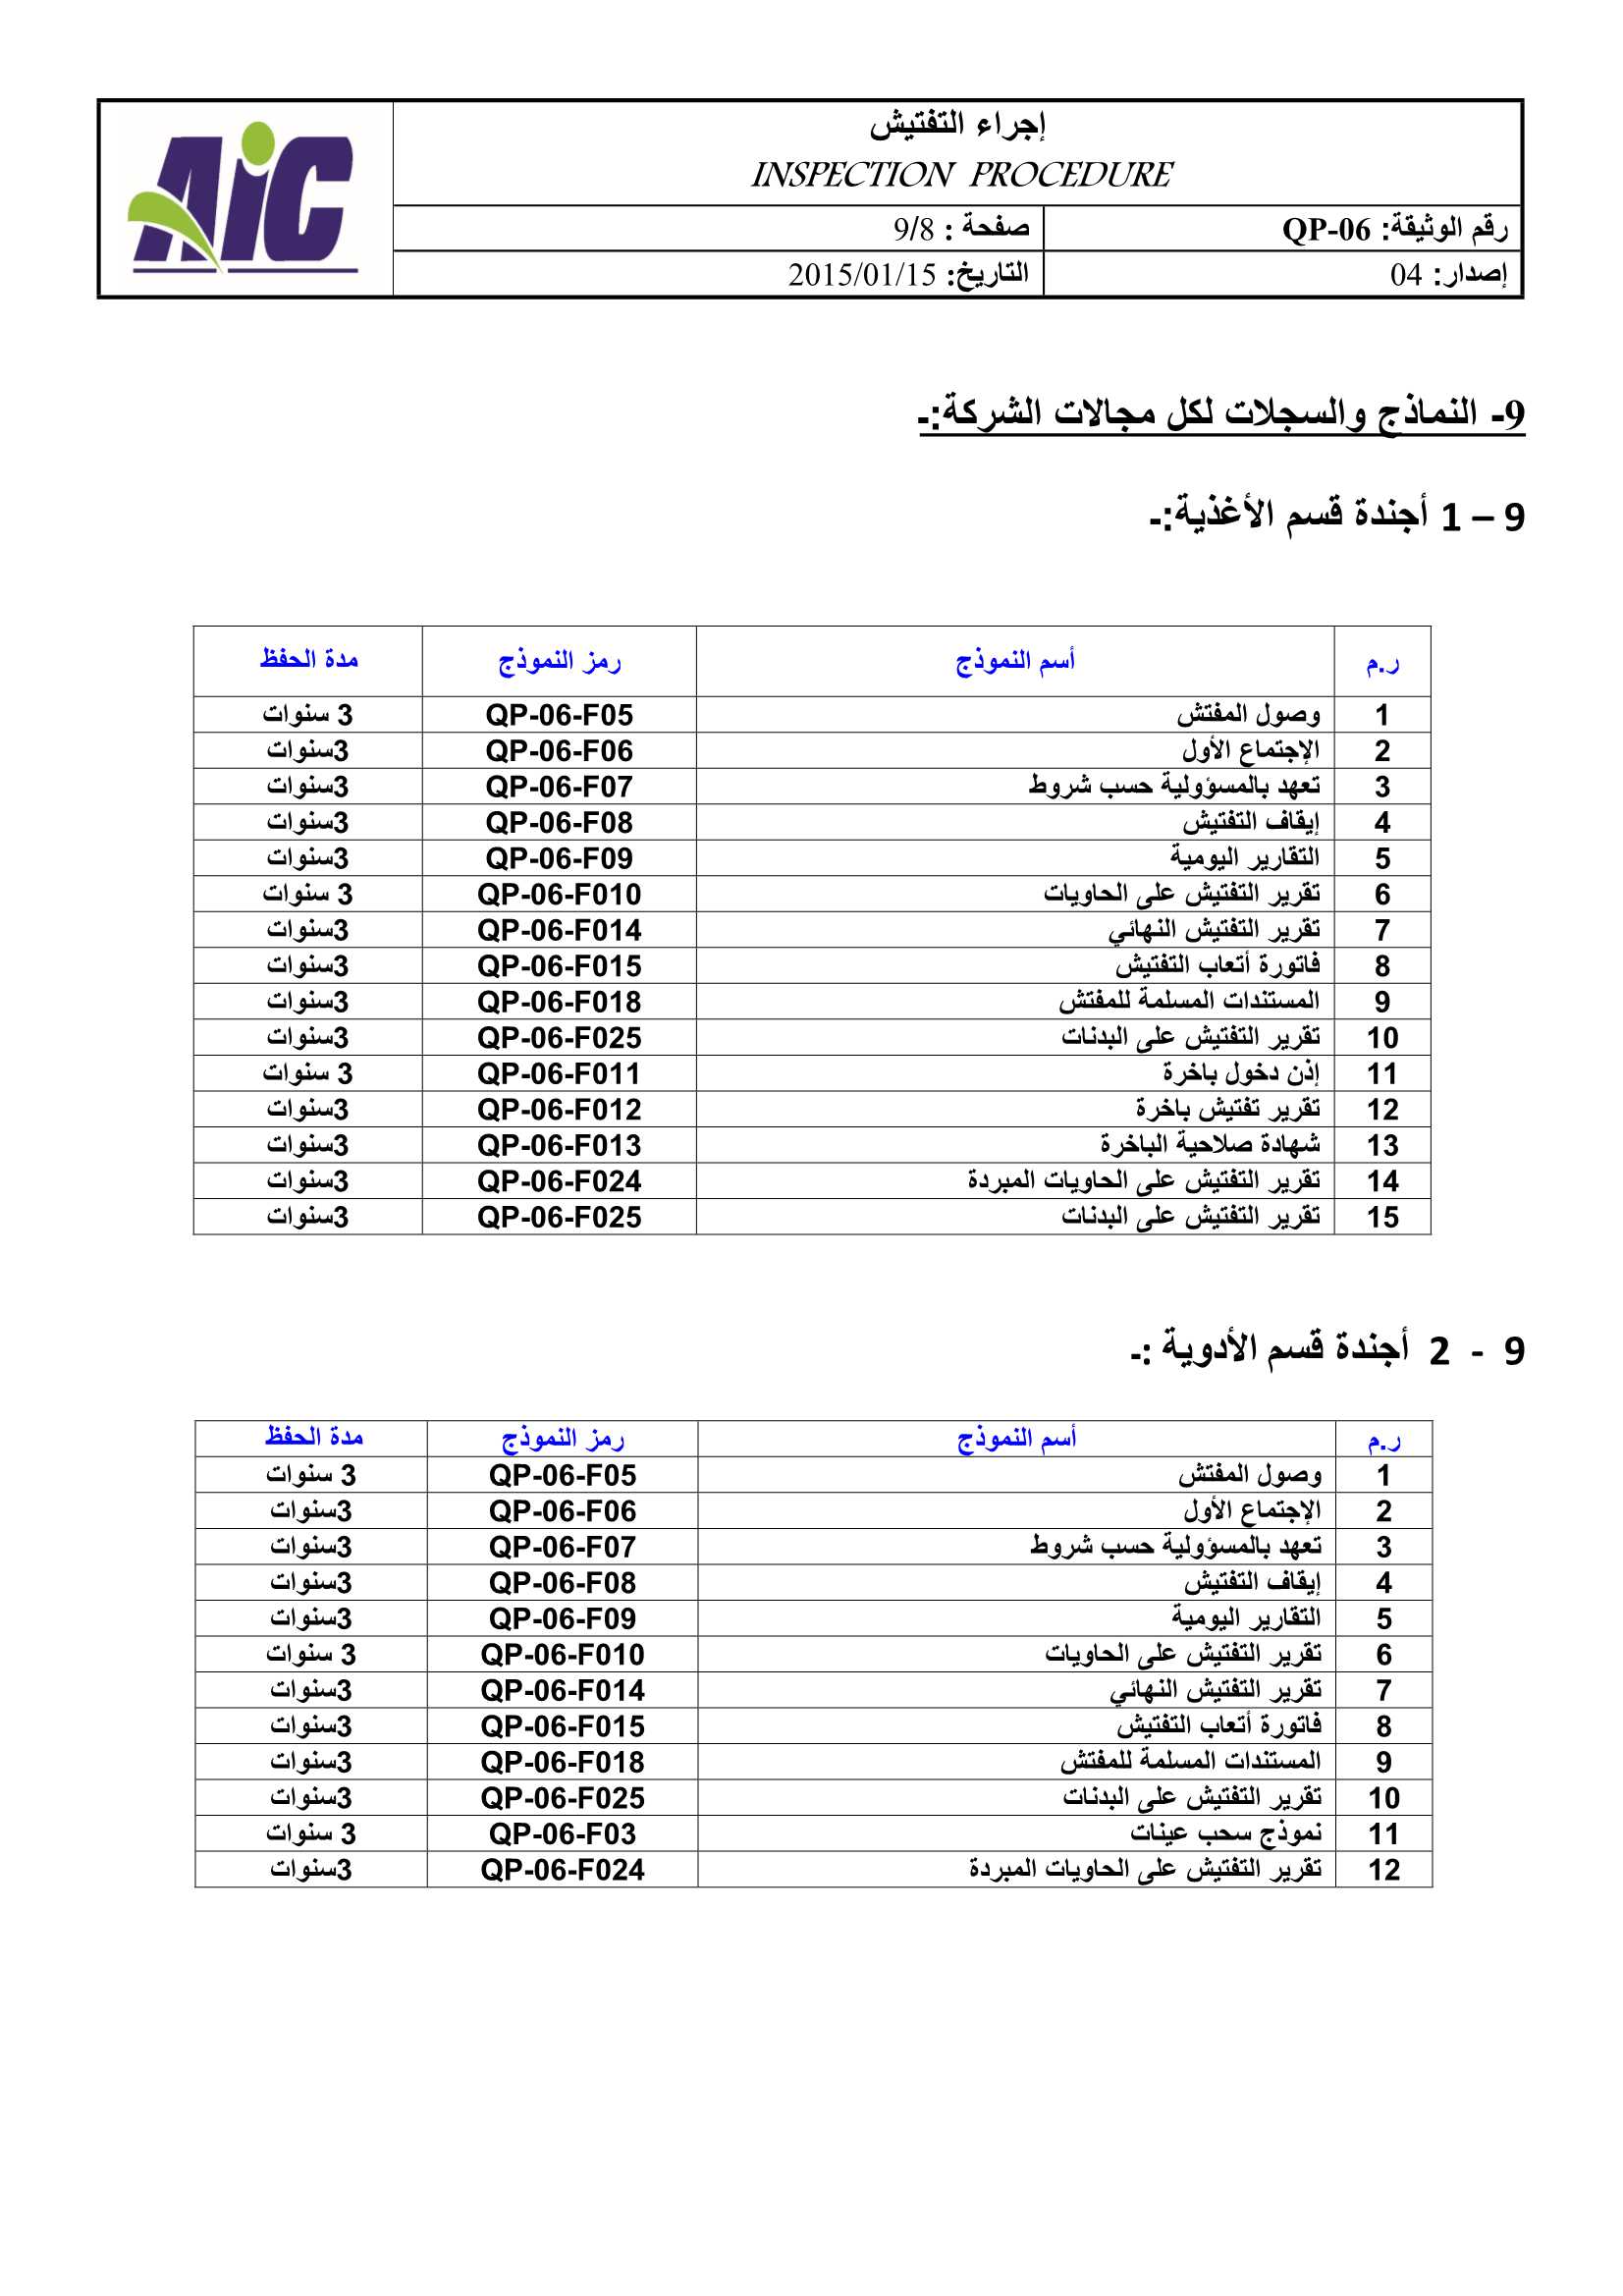 AiC
إجراء التفتيش
INSPECTION PROCEDURE
رقم الوثيقة: QP-06
صفحة : 9/8
إصدار: 04
التاريخ: 2015/01/15
9- النماذج والسجلات لكل مجالات الشركة:-
9 – 1 أجندة قسم الأغذية:-
ر.م أسم النموذج رمز النموذج مدة الحفظ
1 وصول المفتش QP-06-F05 3 سنوات
2 الإجتماع الأول QP-06-F06 3سنوات
3 تعهد بالمسؤولية حسب شروط QP-06-F07 3سنوات
4 إيقاف التفتيش QP-06-F08 3سنوات
5 التقارير اليومية QP-06-F09 3سنوات
6 تقرير التفتيش على الحاويات QP-06-F010 3 سنوات
7 تقرير التفتيش النهائي QP-06-F014 3سنوات
8 فاتورة أتعاب التفتيش QP-06-F015 3سنوات
9 المستندات المسلمة للمفتش QP-06-F018 3سنوات
10 تقرير التفتيش على البدنات QP-06-F025 3سنوات
11 إذن دخول باخرة QP-06-F011 3 سنوات
12 تقرير تفتيش باخرة QP-06-F012 3سنوات
13 شهادة صلاحية الباخرة QP-06-F013 3سنوات
14 تقرير التفتيش على الحاويات المبردة QP-06-F024 3سنوات
15 تقرير التفتيش على البدنات QP-06-F025 3سنوات
9 - 2 أجندة قسم الأدوية :-
ر.م أسم النموذج رمز النموذج مدة الحفظ
1 وصول المفتش QP-06-F05 3 سنوات
2 الإجتماع الأول QP-06-F06 3سنوات
3 تعهد بالمسؤولية حسب شروط QP-06-F07 3سنوات
4 إيقاف التفتيش QP-06-F08 3سنوات
5 التقارير اليومية QP-06-F09 3سنوات
6 تقرير التفتيش على الحاويات QP-06-F010 3 سنوات
7 تقرير التفتيش النهائي QP-06-F014 3سنوات
8 فاتورة أتعاب التفتيش QP-06-F015 3سنوات
9 المستندات المسلمة للمفتش QP-06-F018 3سنوات
10 تقرير التفتيش على البدنات QP-06-F025 3سنوات
11 نموذج سحب عينات QP-06-F03 3 سنوات
12 تقرير التفتيش على الحاويات المبردة QP-06-F024 3سنوات